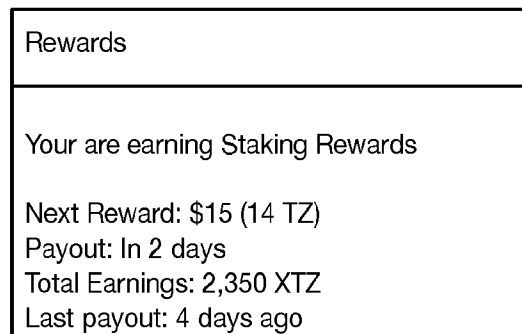 Rewards
Your are earning Staking Rewards
Next Reward: $15 (14 TZ)
Payout: In 2 days
Total Earnings: 2,350 XTZ
Last payout: 4 days ago